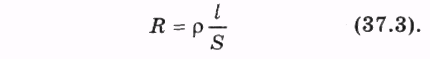 R = ρ l/S (37.3).